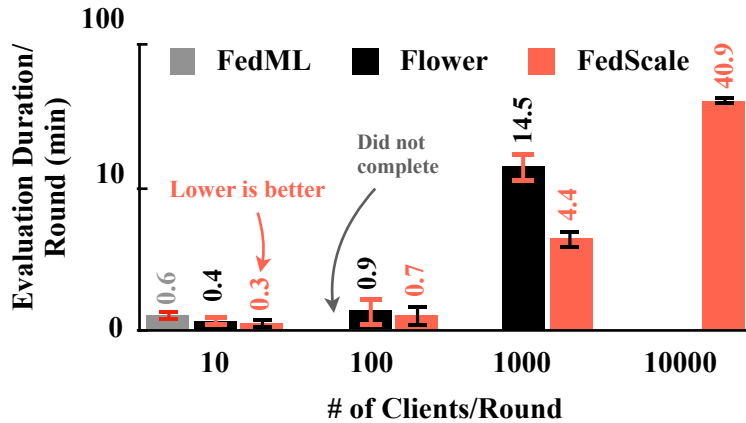 Evaluation Duration/
Round (min)
100
10
0
FedML
Flower
FedScale
Lower is better
Did not
complete
0.6
0.4
0.3
0.9
0.7
14.5
4.4
40.9
10
100
1000
10000
# of Clients/Round